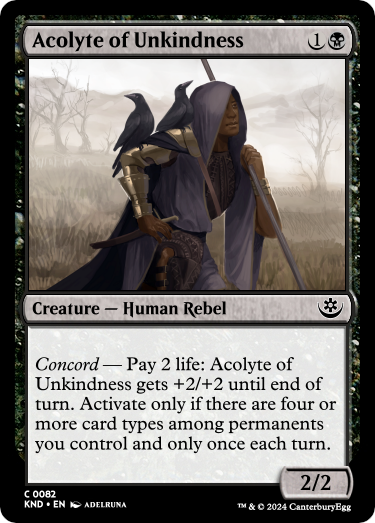 Acolyte of Unkindness 1
Creature — Human Rebel
Concord — Pay 2 life: Acolyte of
Unkindness gets +2/+2 until end of
turn. Activate only if there are four or
more card types among permanents
you control and only once each turn.
2/2
C 0082
KND • EN ADELRUNA
™ & © 2024 CanterburyEgg